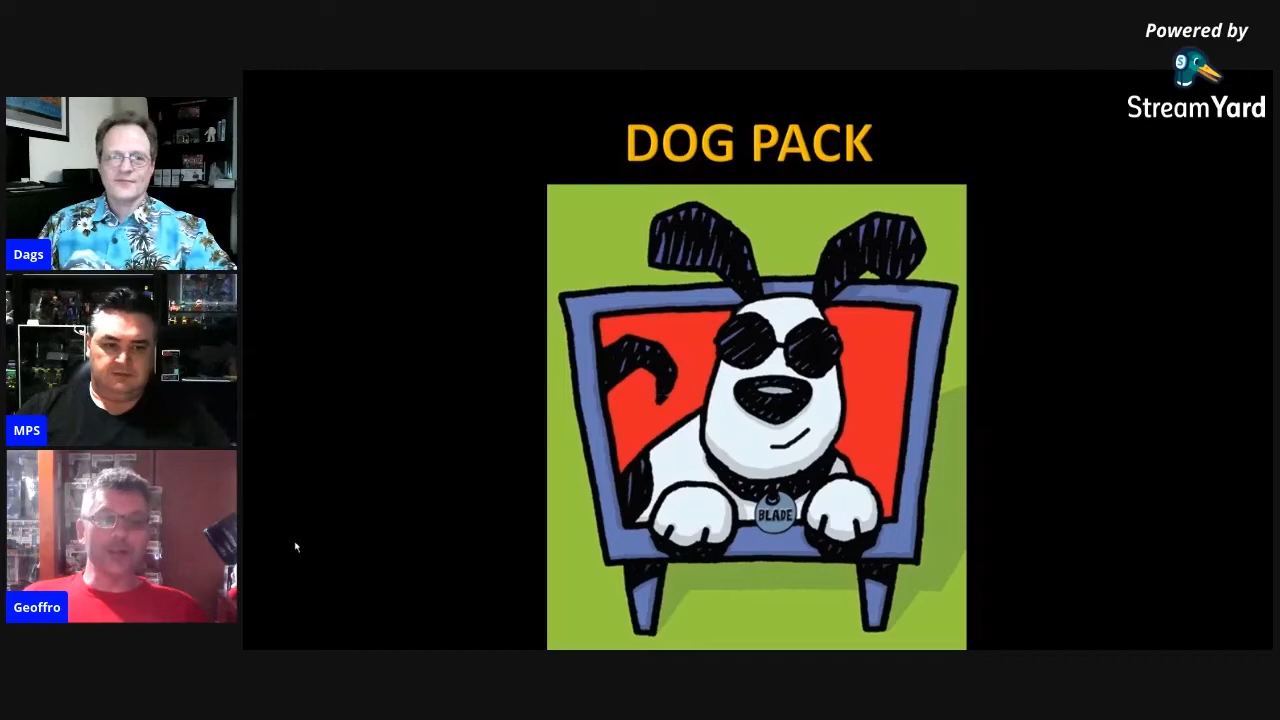 Powered by
StreamYard
DOG PACK
Dags
MPS
BLADE
Geoffro